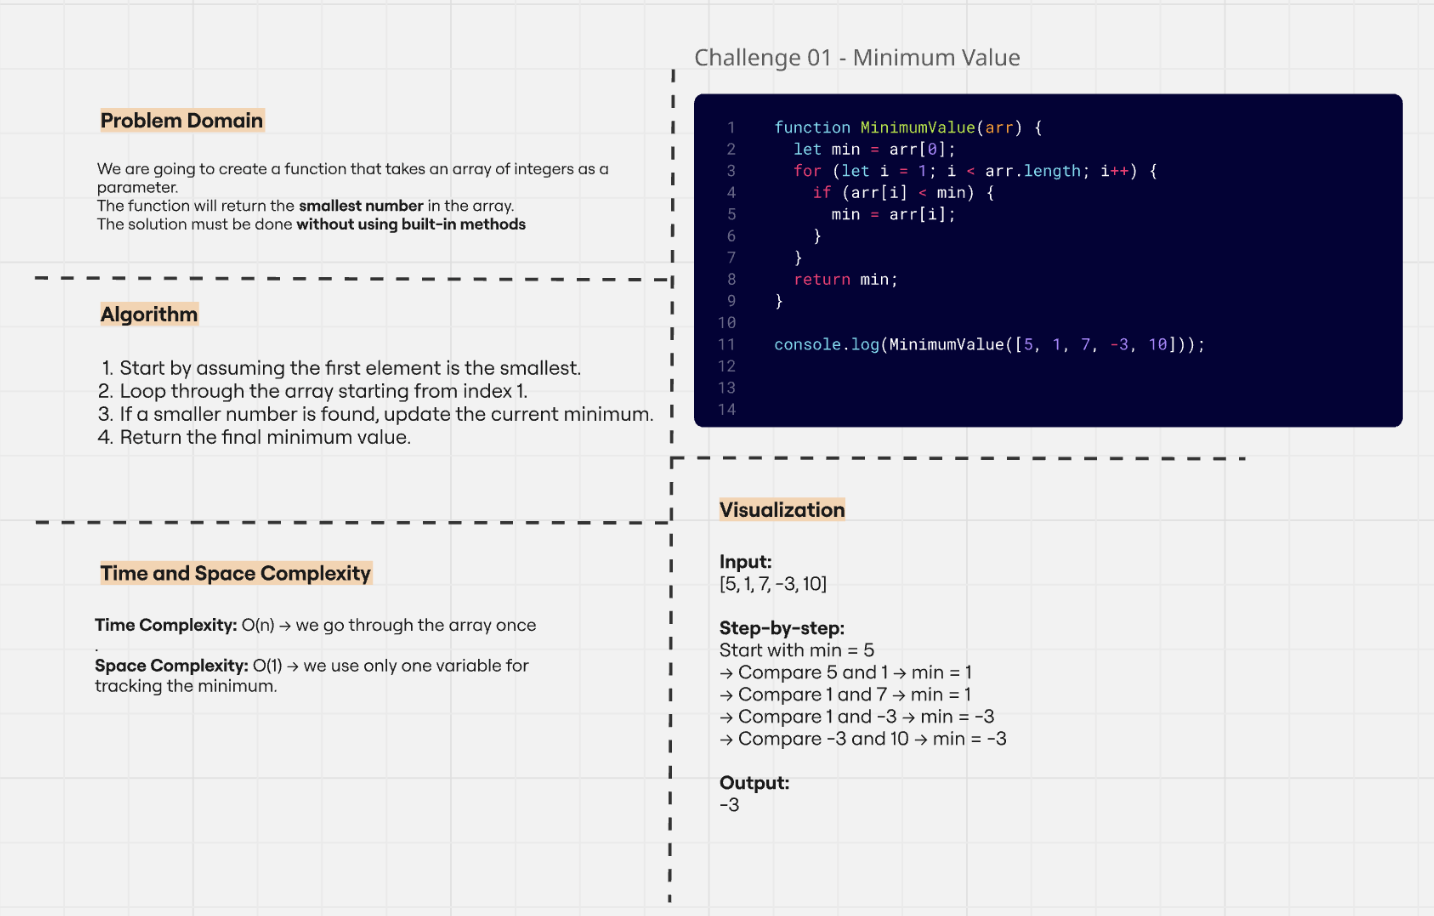 Challenge 01 - Minimum Value
Problem Domain
We are going to create a function that takes an array of integers as a
parameter.
The function will return the smallest number in the array.
The solution must be done without using built-in methods
Algorithm
1. Start by assuming the first element is the smallest.
2. Loop through the array starting from index 1.
3. If a smaller number is found, update the current minimum.
4. Return the final minimum value.
Time and Space Complexity
Time Complexity: O(n) → we go through the array once
.
Space Complexity: O(1) → we use only one variable for
tracking the minimum.
1 function MinimumValue(arr) {
2   let min = arr[0];
3   for (let i = 1; i < arr.length; i++) {
4     if (arr[i] < min) {
5       min = arr[i];
6     }
7   }
8   return min;
9 }
10
11 console.log(MinimumValue([5, 1, 7, -3, 10]));
12
13
14
Visualization
Input:
[5, 1, 7, -3, 10]
Step-by-step:
Start with min = 5
→ Compare 5 and 1 → min = 1
→ Compare 1 and 7 → min = 1
→ Compare 1 and -3 → min = -3
→ Compare -3 and 10 → min = -3
Output:
-3